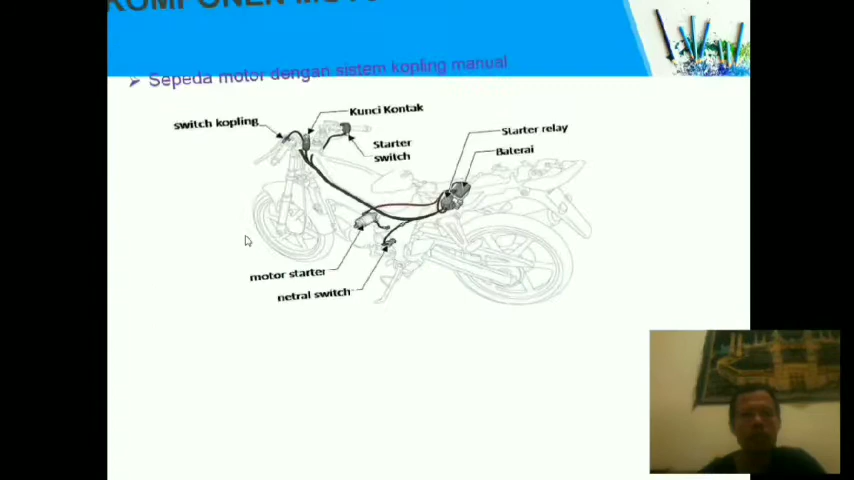 KOMPONEN
Sepeda motor dengan sistem kopling manual
switch kopling
Kunci Kontak
Starter
switch
Starter relay
Baterai
motor starter
netral switch